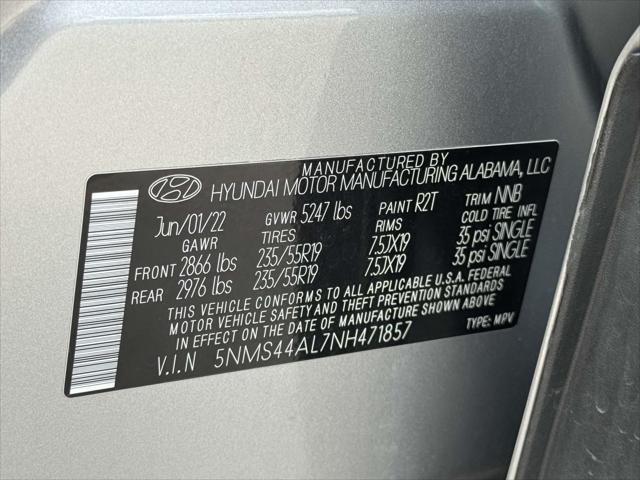 MANUFACTURED BY
HYUNDAI MOTOR MANUFACTURING ALABAMA, LLC
Jun/01/22 GVWR 5247 lbs PAINT R2T TRIM NNB
GAWR TIRES RIMS COLD TIRE INFL
FRONT 2866 lbs 235/55R19 7.5JX19 35 psi SINGLE
REAR 2976 lbs 235/55R19 7.5JX19 35 psi SINGLE
THIS VEHICLE CONFORMS TO ALL APPLICABLE U.S.A. FEDERAL
MOTOR VEHICLE SAFETY AND THEFT PREVENTION STANDARDS
IN EFFECT ON THE DATE OF MANUFACTURE SHOWN ABOVE
V.I.N 5NMS44AL7NH471857 TYPE: MPV